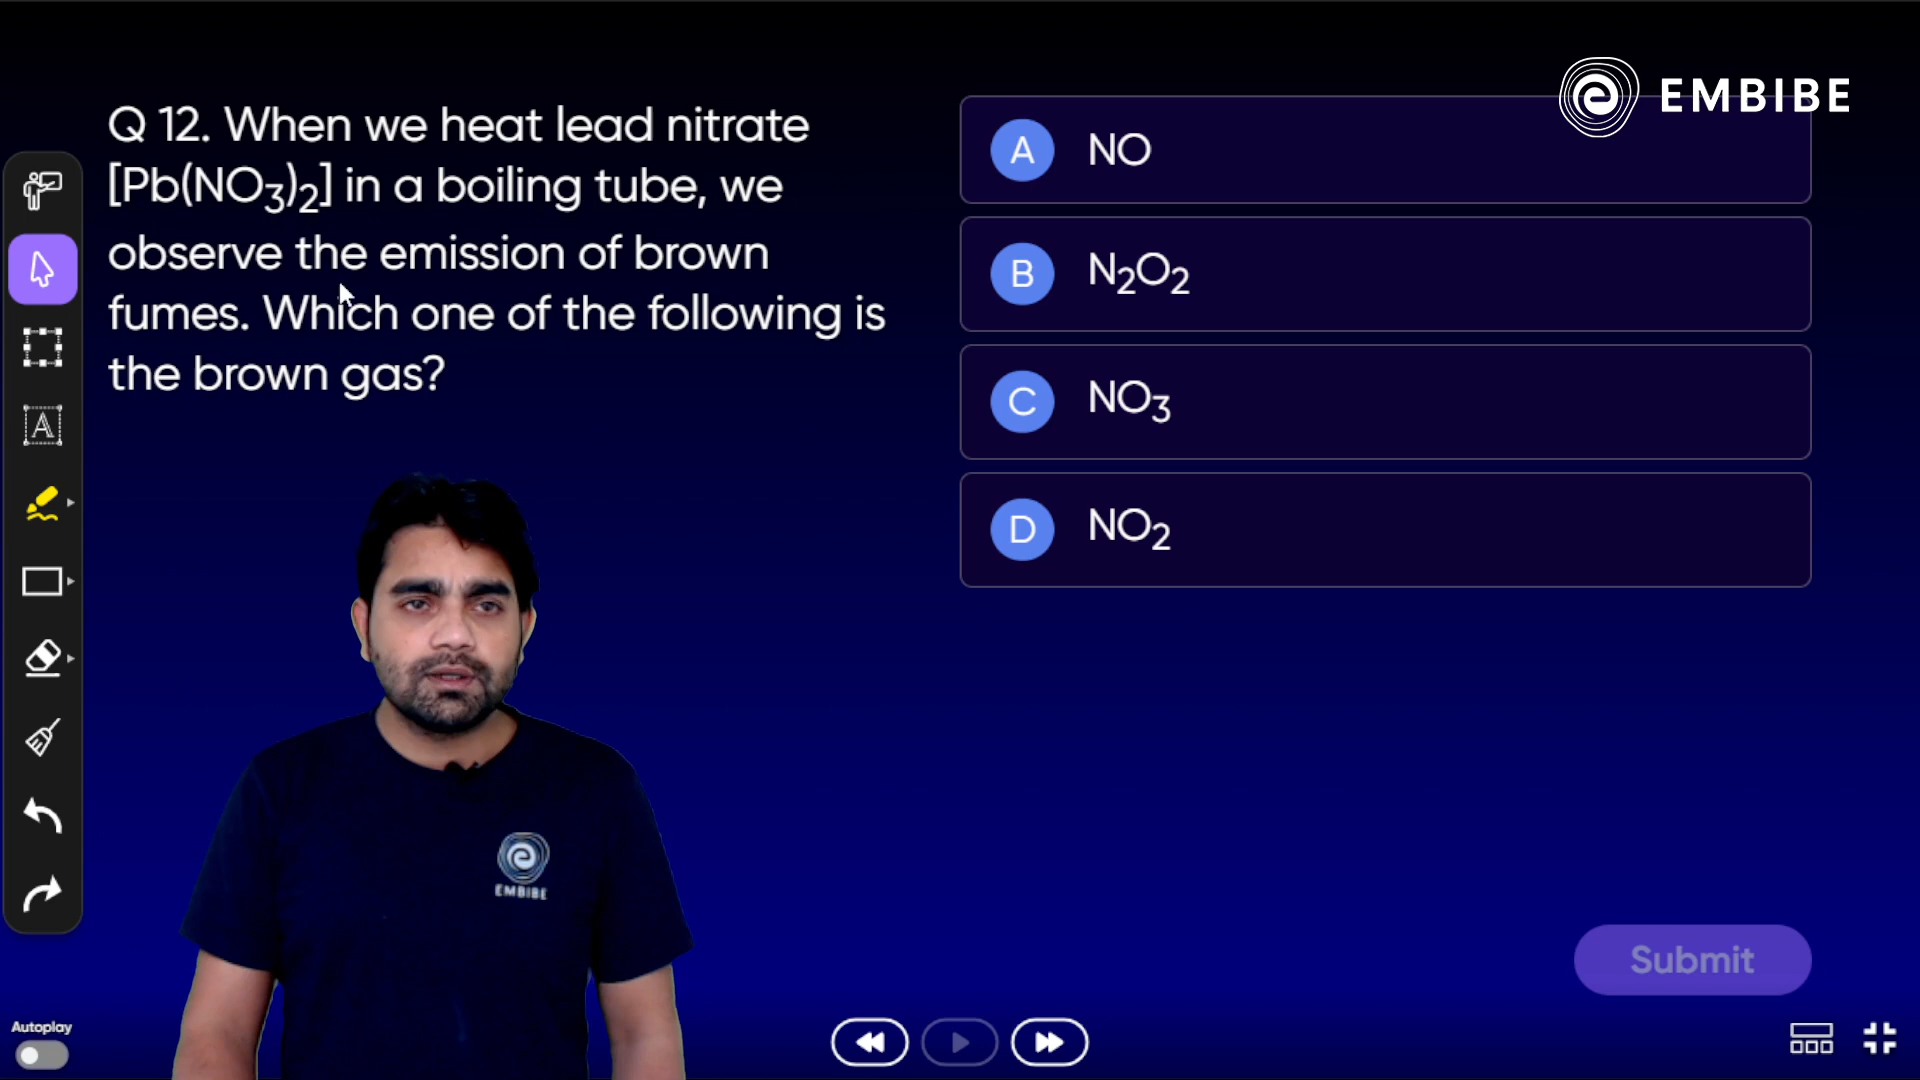 EMBIBE
Q 12. When we heat lead nitrate
[Pb(NO₃)₂] in a boiling tube, we
observe the emission of brown
fumes. Which one of the following is
the brown gas?
A NO
B N₂O₂
C NO₃
D NO₂
A
EMBIBE
Submit
Autoplay